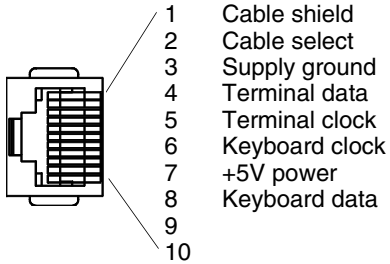 1 Cable shield
2 Cable select
3 Supply ground
4 Terminal data
5 Terminal clock
6 Keyboard clock
7 +5V power
8 Keyboard data
9
10